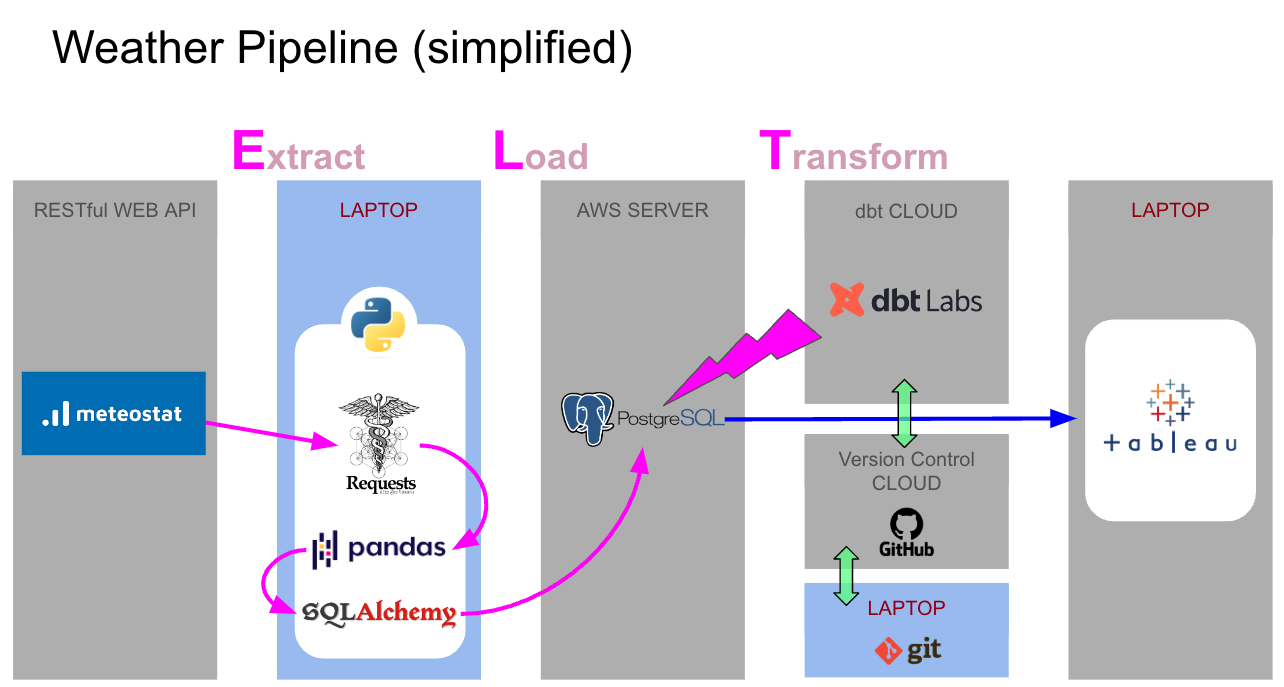 Weather Pipeline (simplified)
Extract
Load
Transform
RESTful WEB API
LAPTOP
AWS SERVER
dbt CLOUD
LAPTOP
meteostat
Requests
pandas
SQLAlchemy
PostgreSQL
dbt Labs
Version Control
CLOUD
GitHub
LAPTOP
git
+ableau